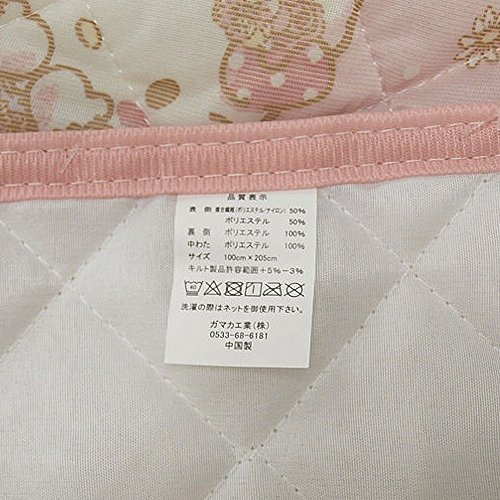 品質表示
表側 複合繊維(ポリエステル/ナイロン) 50%
ポリエステル 50%
裏側 ポリエステル 100%
中わた ポリエステル 100%
サイズ 100cm×205cm
キルト製品許容範囲+5%−3%
40
洗濯の際はネットを御使用下さい。
ガマカ工業(株)
0533-68-6181
中国製